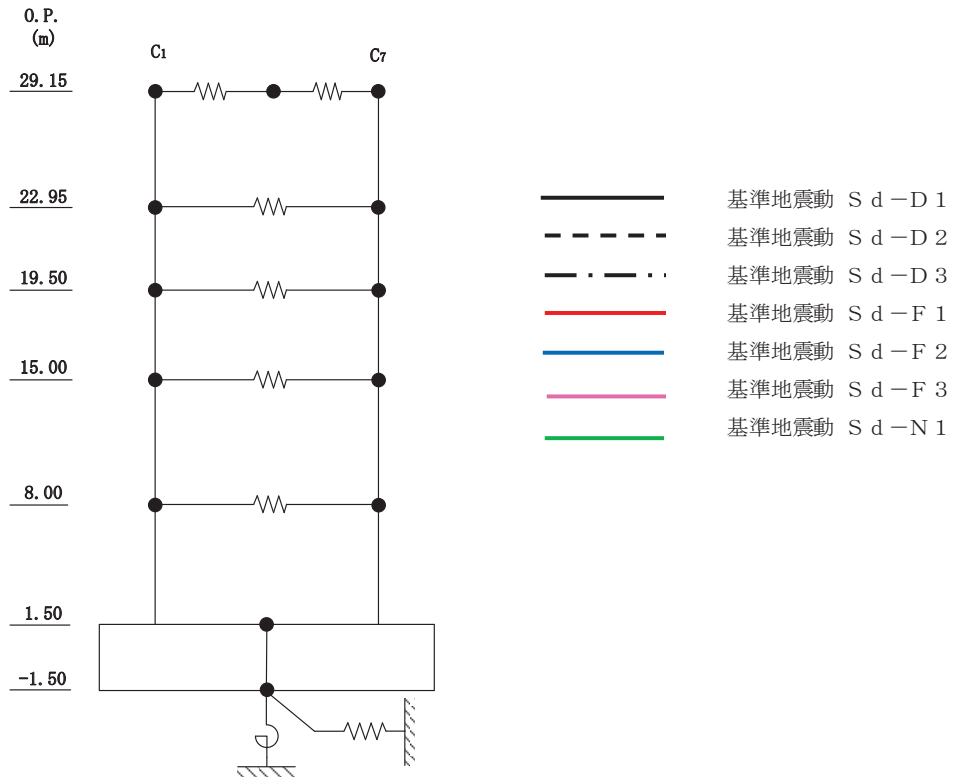 O.P.
(m)
C1
C7
29.15
22.95
19.50
15.00
8.00
1.50
-1.50
基準地震動 Ｓｄ－Ｄ１
基準地震動 Ｓｄ－Ｄ２
基準地震動 Ｓｄ－Ｄ３
基準地震動 Ｓｄ－Ｆ１
基準地震動 Ｓｄ－Ｆ２
基準地震動 Ｓｄ－Ｆ３
基準地震動 Ｓｄ－Ｎ１